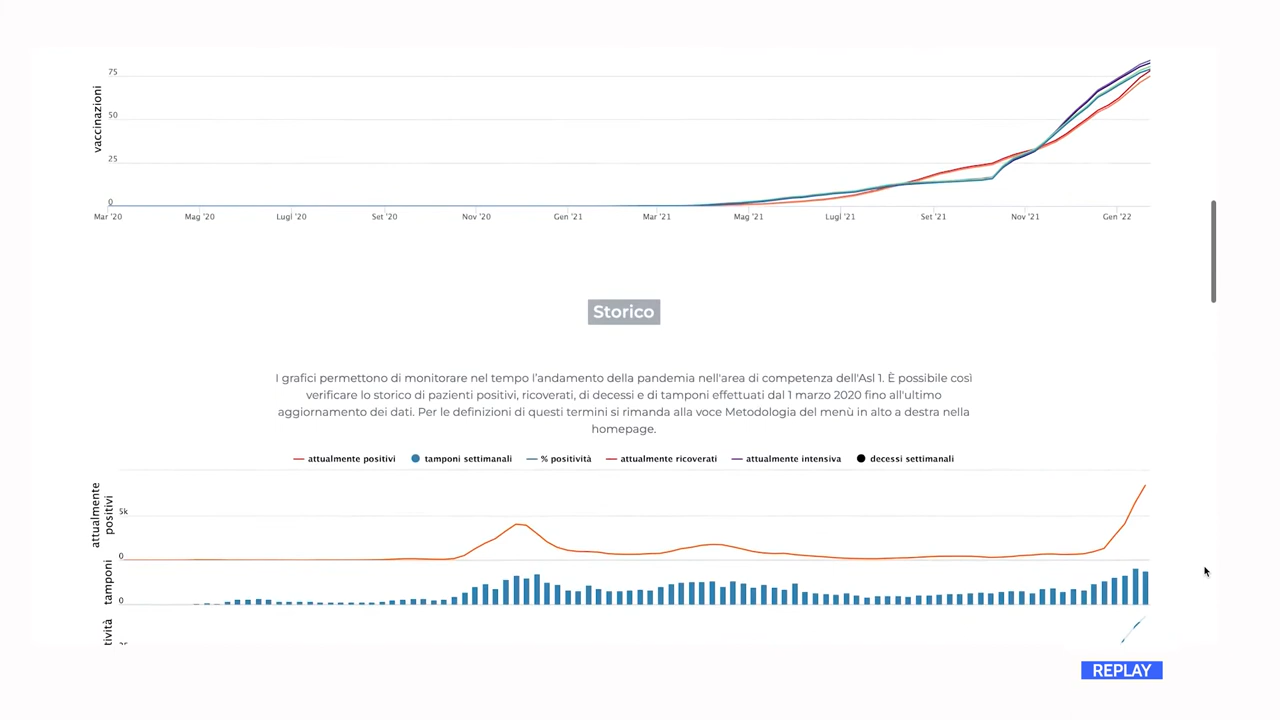 75
vaccinazioni
50
25
0
Mar '20 Mag '20 Lugl '20 Set '20 Nov '20 Gen '21 Mar '21 Mag '21 Lugl '21 Set '21 Nov '21 Gen '22
Storico
I grafici permettono di monitorare nel tempo l'andamento della pandemia nell'area di competenza dell'Asl 1. È possibile così
verificare lo storico di pazienti positivi, ricoverati, di decessi e di tamponi effettuati dal 1 marzo 2020 fino all'ultimo
aggiornamento dei dati. Per le definizioni di questi termini si rimanda alla voce Metodologia del menù in alto a destra nella
homepage.
attualmente positivi tamponi settimanali % positività attualmente ricoverati attualmente intensiva decessi settimanali
attualmente
positivi
5k
0
tamponi
0
tività
REPLAY